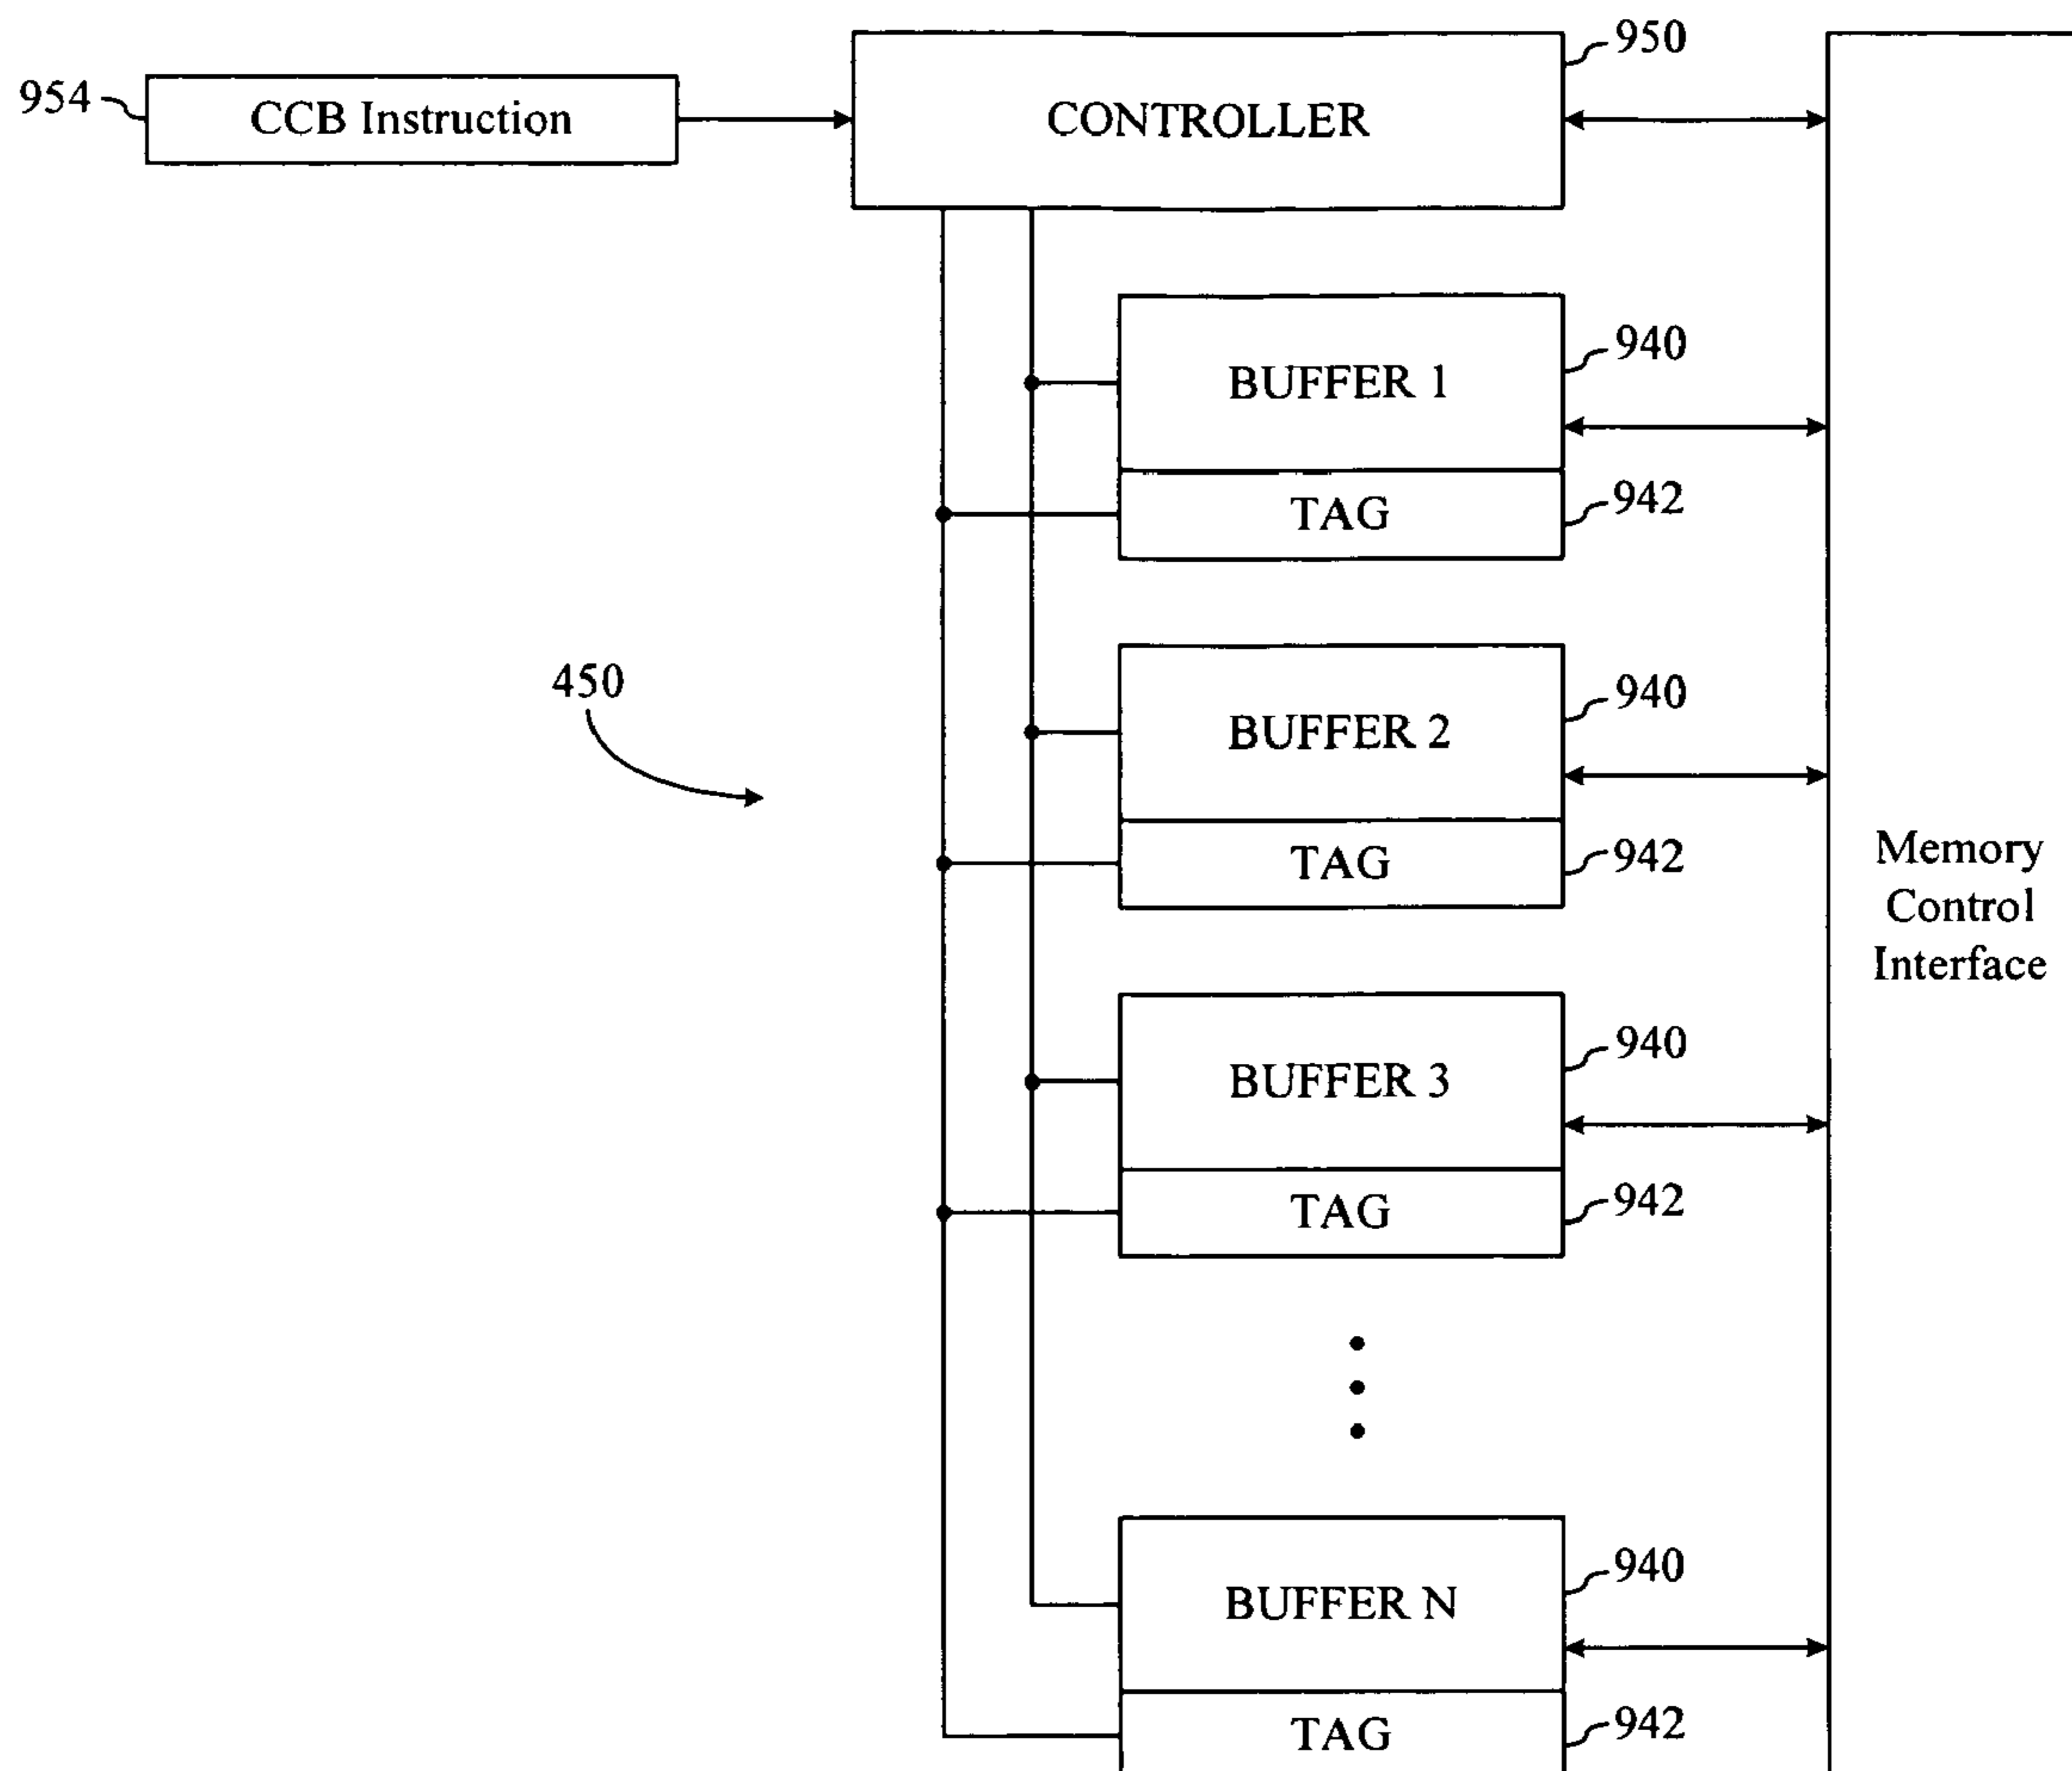 950
954
CCB Instruction
CONTROLLER
940
BUFFER 1
942
TAG
450
940
BUFFER 2
942
TAG
Memory
Control
Interface
940
BUFFER 3
942
TAG
940
BUFFER N
942
TAG